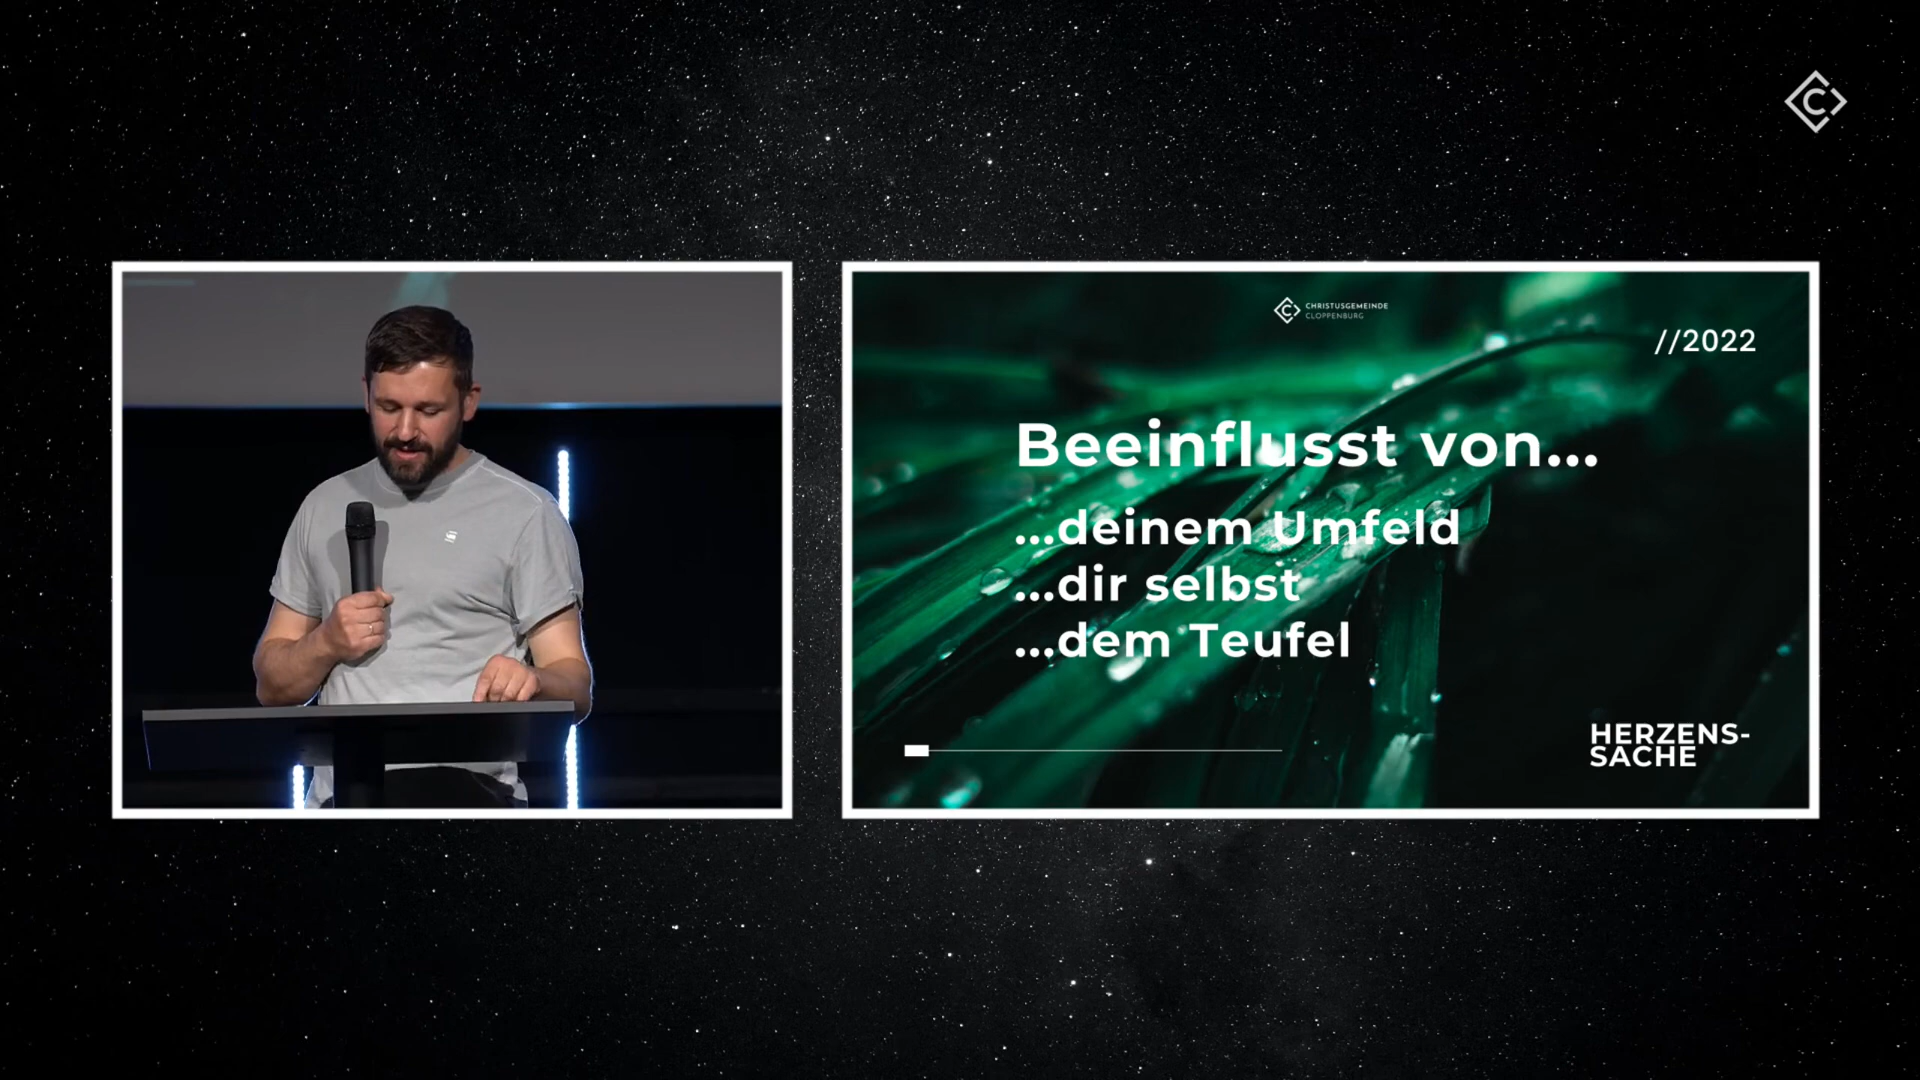 C
C CHRISTUSGEMEINDE
CLOPPENBURG
//2022
Beeinflusst von...
...deinem Umfeld
...dir selbst
...dem Teufel
HERZENS-
SACHE